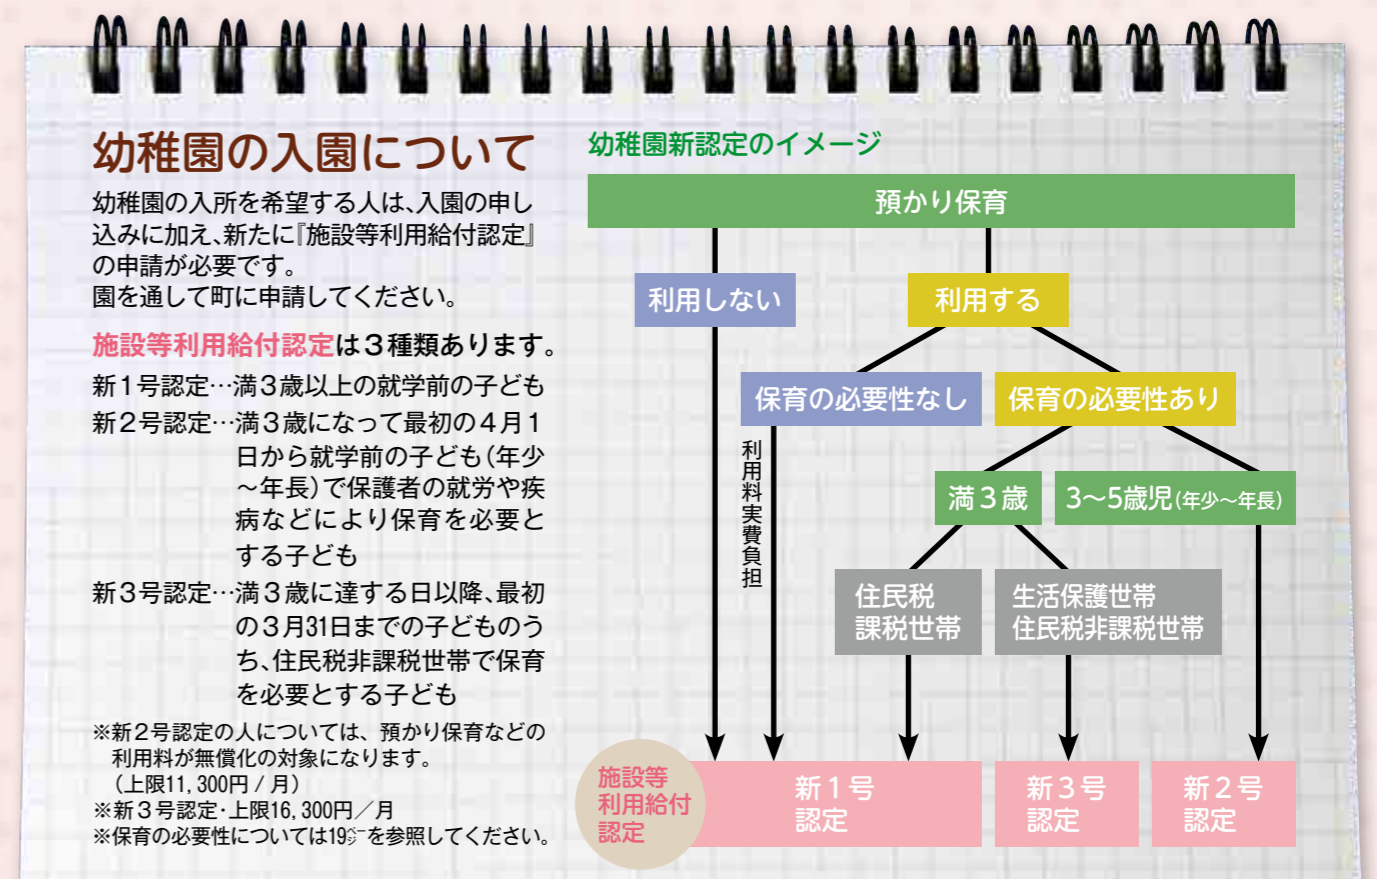 幼稚園の入園について
幼稚園の入所を希望する人は、入園の申し
込みに加え、新たに『施設等利用給付認定』
の申請が必要です。
園を通して町に申請してください。
施設等利用給付認定は３種類あります。
新１号認定…満３歳以上の就学前の子ども
新２号認定…満３歳になって最初の４月１
日から就学前の子ども（年少
～年長）で保護者の就労や疾
病などにより保育を必要と
する子ども
新３号認定…満３歳に達する日以降、最初
の３月31日までの子どものう
ち、住民税非課税世帯で保育
を必要とする子ども
※新２号認定の人については、預かり保育などの
利用料が無償化の対象になります。
（上限11,300円 / 月）
※新３号認定・上限16,300円／月
※保育の必要性については19㌻を参照してください。
幼稚園新認定のイメージ
預かり保育
利用しない
利用する
保育の必要性なし
保育の必要性あり
利用料実費負担
満３歳
3～5歳児（年少～年長）
住民税
課税世帯
生活保護世帯
住民税非課税世帯
施設等
利用給付
認定
新１号
認定
新３号
認定
新２号
認定